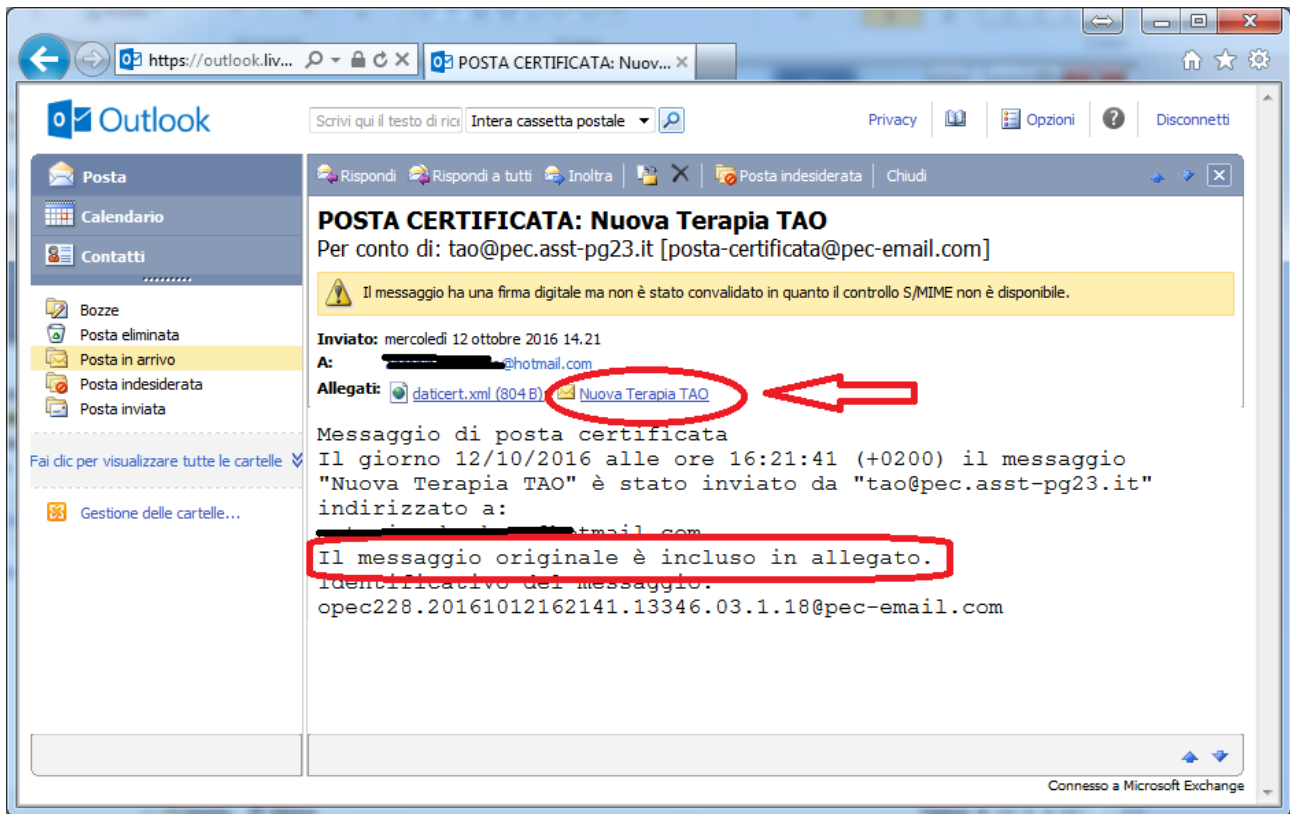 https://outlook.liv...
POSTA CERTIFICATA: Nuov...
Outlook
Scrivi qui il testo di rice
Intera cassetta postale
Privacy
Opzioni
Disconnetti
Posta
Calendario
Contatti
Bozze
Posta eliminata
Posta in arrivo
Posta indesiderata
Posta inviata
Fai clic per visualizzare tutte le cartelle
Gestione delle cartelle...
Rispondi Rispondi a tutti Inoltra Posta indesiderata Chiudi
POSTA CERTIFICATA: Nuova Terapia TAO
Per conto di: tao@pec.asst-pg23.it [posta-certificata@pec-email.com]
Il messaggio ha una firma digitale ma non è stato convalidato in quanto il controllo S/MIME non è disponibile.
Inviato: mercoledì 12 ottobre 2016 14.21
A: @hotmail.com
Allegati: daticert.xml (804 B) Nuova Terapia TAO
Messaggio di posta certificata
Il giorno 12/10/2016 alle ore 16:21:41 (+0200) il messaggio
"Nuova Terapia TAO" è stato inviato da "tao@pec.asst-pg23.it"
indirizzato a:
tmail.com
Il messaggio originale è incluso in allegato.
Identificativo del messaggio:
opec228.20161012162141.13346.03.1.18@pec-email.com
Connesso a Microsoft Exchange